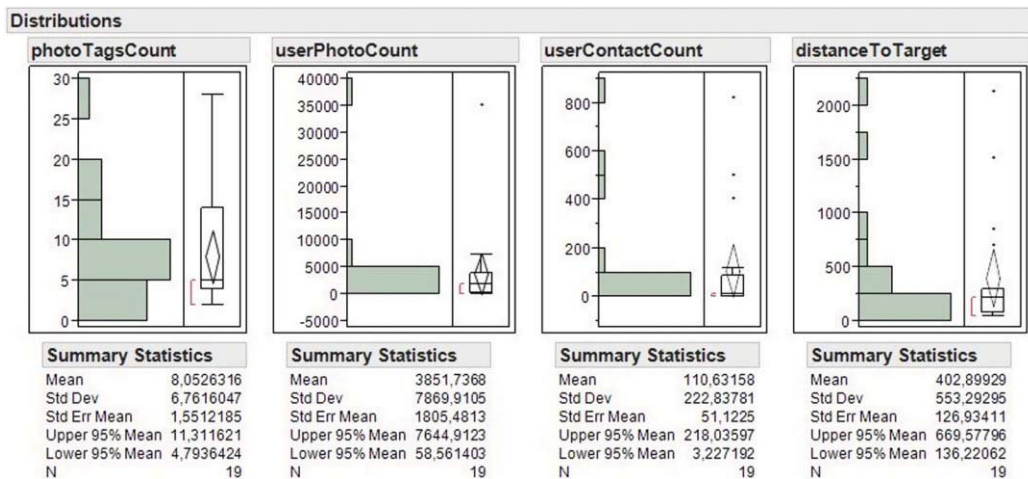 Distributions
photoTagsCount userPhotoCount userContactCount distanceToTarget
30
25
20
15
10
5
0
40000
35000
30000
25000
20000
15000
10000
5000
0
-5000
800
600
400
200
0
2000
1500
1000
500
0
Summary Statistics
Mean 8,0526316
Std Dev 6,7616047
Std Err Mean 1,5512185
Upper 95% Mean 11,311621
Lower 95% Mean 4,7936424
N 19
Summary Statistics
Mean 3851,7368
Std Dev 7869,9105
Std Err Mean 1805,4813
Upper 95% Mean 7644,9123
Lower 95% Mean 58,561403
N 19
Summary Statistics
Mean 110,63158
Std Dev 222,83781
Std Err Mean 51,1225
Upper 95% Mean 218,03597
Lower 95% Mean 3,227192
N 19
Summary Statistics
Mean 402,89929
Std Dev 553,29295
Std Err Mean 126,93411
Upper 95% Mean 669,57796
Lower 95% Mean 136,22062
N 19